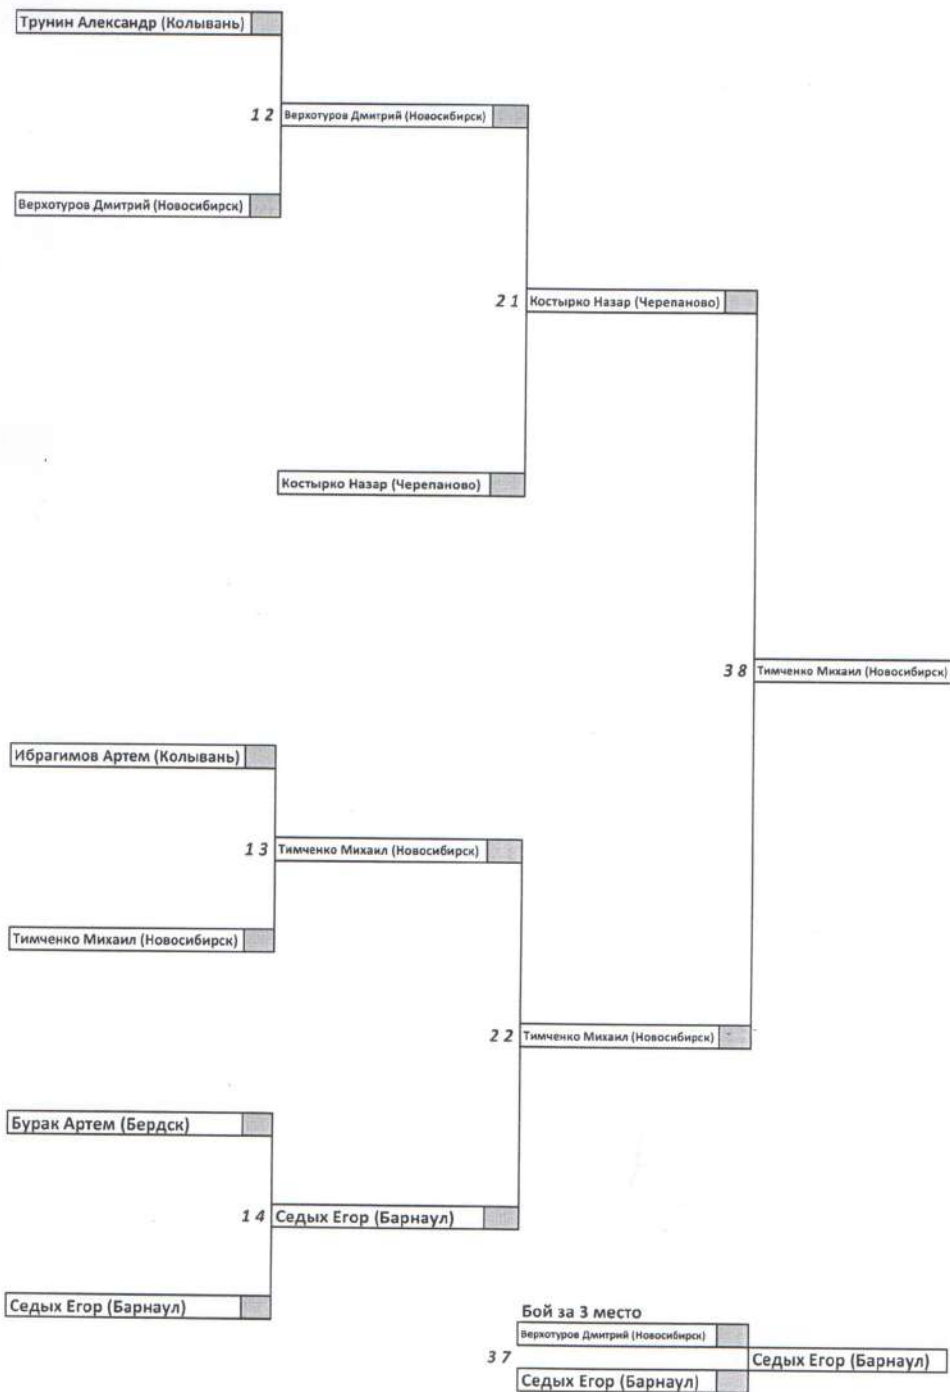 Трунин Александр (Колывань)
1 2 Верхотуров Дмитрий (Новосибирск)
Верхотуров Дмитрий (Новосибирск)
2 1 Костырко Назар (Черепаново)
Костырко Назар (Черепаново)
3 8 Тимченко Михаил (Новосибирск)
Ибрагимов Артем (Колывань)
1 3 Тимченко Михаил (Новосибирск)
Тимченко Михаил (Новосибирск)
2 2 Тимченко Михаил (Новосибирск)
Бурак Артем (Бердск)
1 4 Седых Егор (Барнаул)
Седых Егор (Барнаул)
Бой за 3 место
Верхотуров Дмитрий (Новосибирск)
3 7 Седых Егор (Барнаул)
Седых Егор (Барнаул)